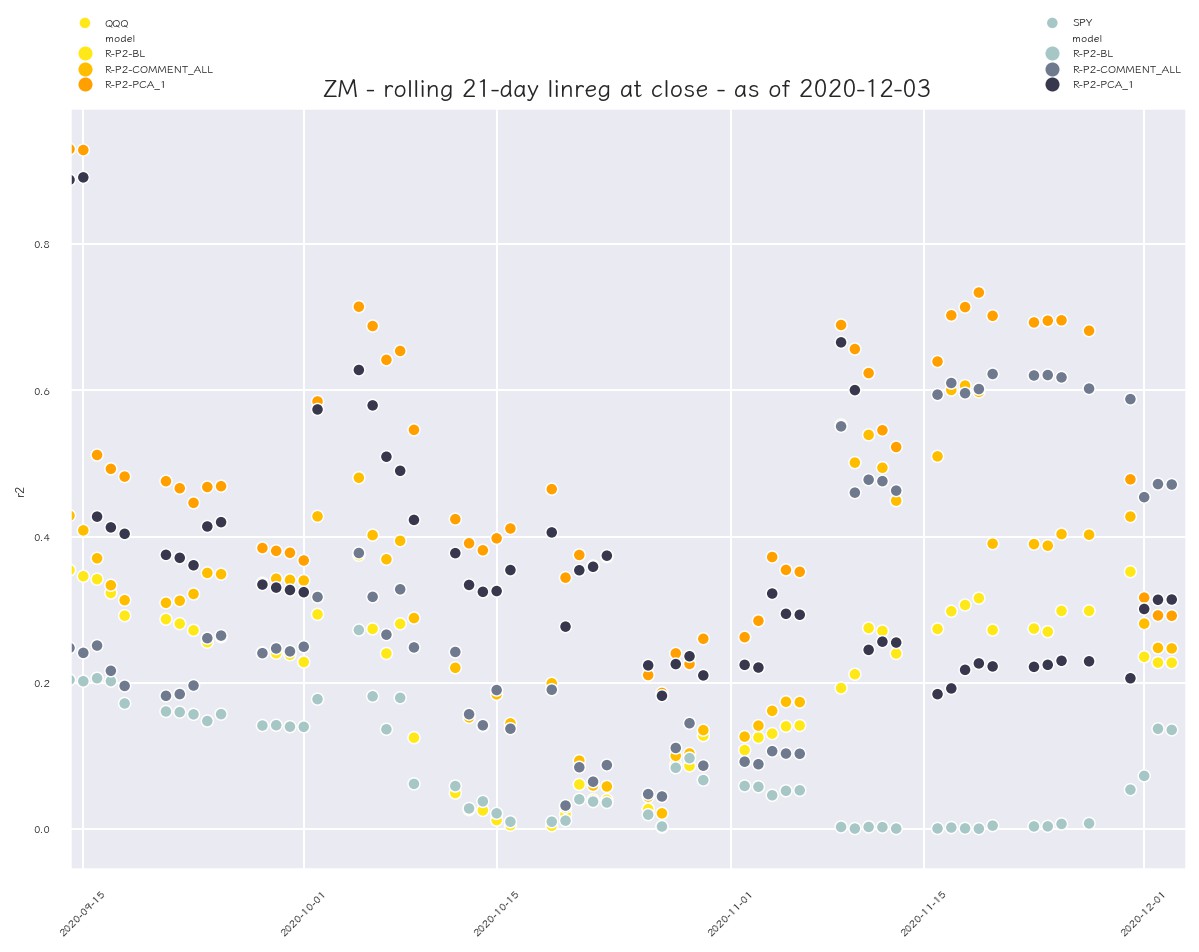 QQQ
model
R-P2-BL
R-P2-COMMENT_ALL
R-P2-PCA_1
SPY
model
R-P2-BL
R-P2-COMMENT_ALL
R-P2-PCA_1
ZM - rolling 21-day linreg at close - as of 2020-12-03
0.8
0.6
0.4
0.2
0.0
r2
2020-09-15
2020-10-01
2020-10-15
2020-11-01
2020-11-15
2020-12-01